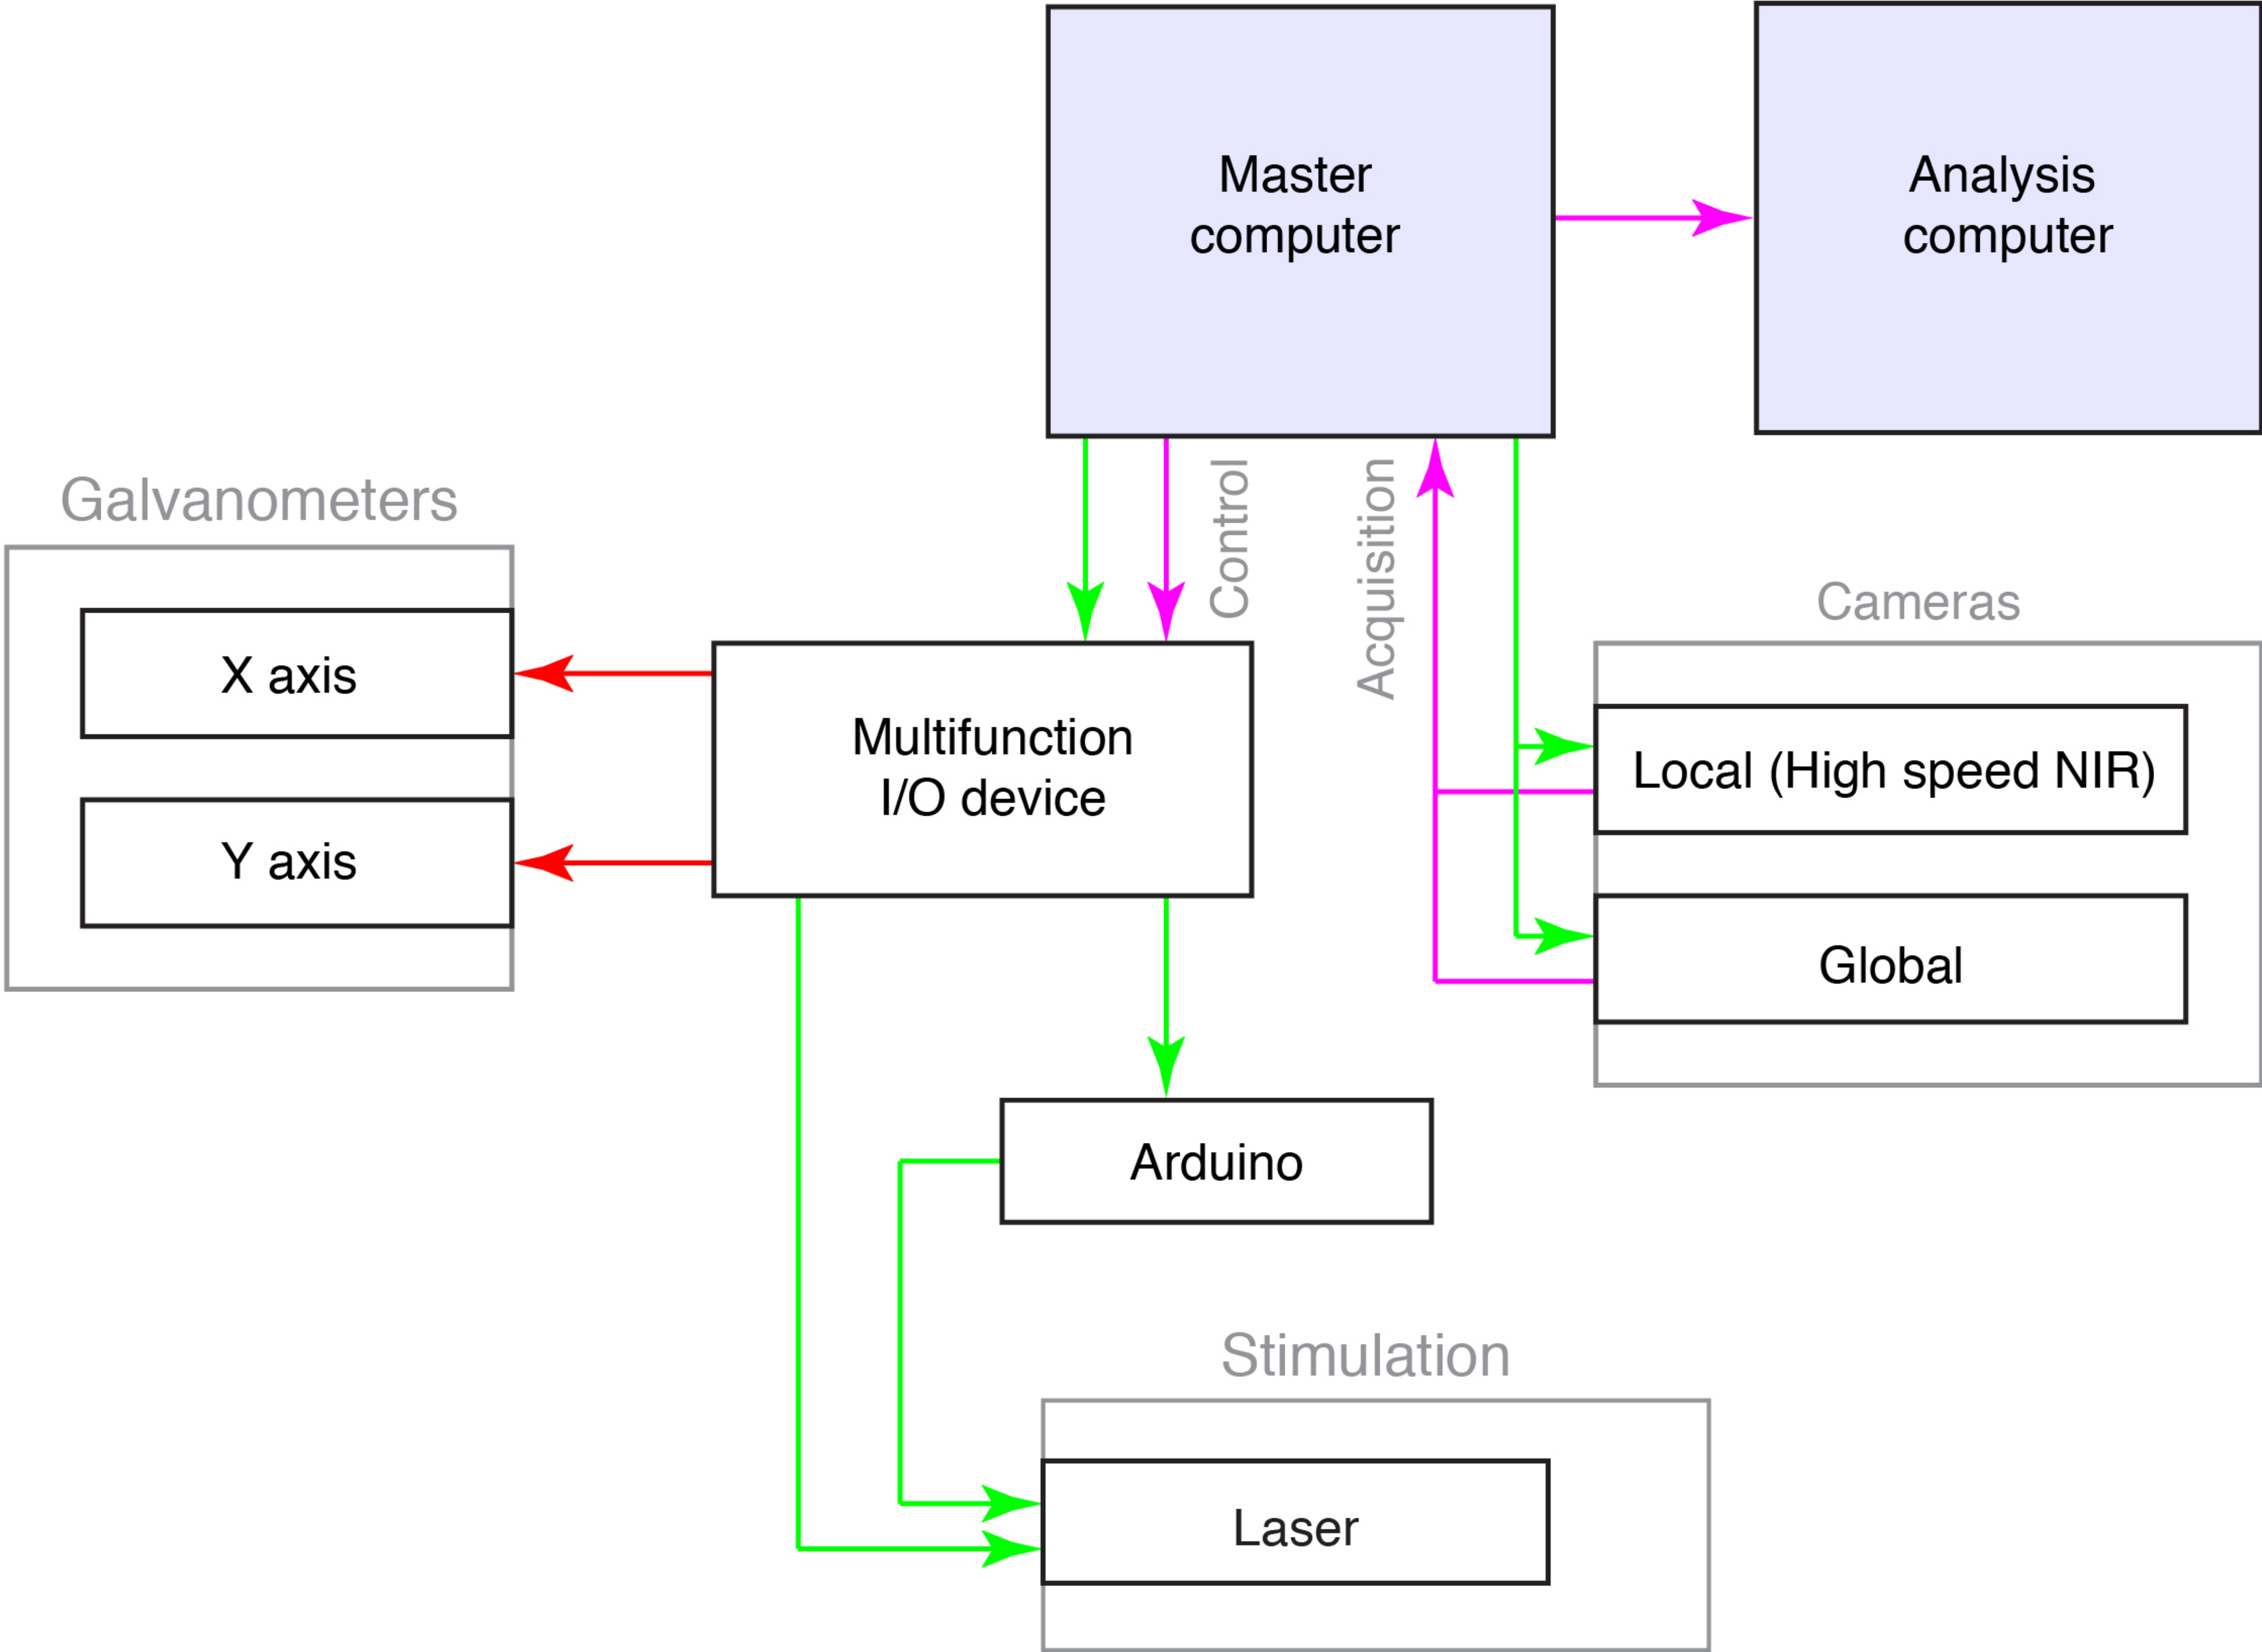 Master
computer
Analysis
computer
Control
Acquisition
Galvanometers
X axis
Y axis
Multifunction
I/O device
Cameras
Local (High speed NIR)
Global
Arduino
Stimulation
Laser